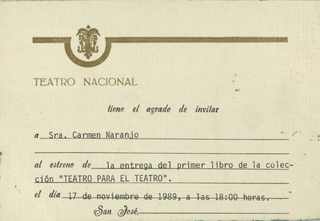 TEATRO NACIONAL
tiene el agrado de invitar
a Sra. Carmen Naranjo
al estreno de la entrega del primer libro de la colec-
ción "TEATRO PARA EL TEATRO".
el día 17 de noviembre de 1989, a las 18:00 horas.
San José.